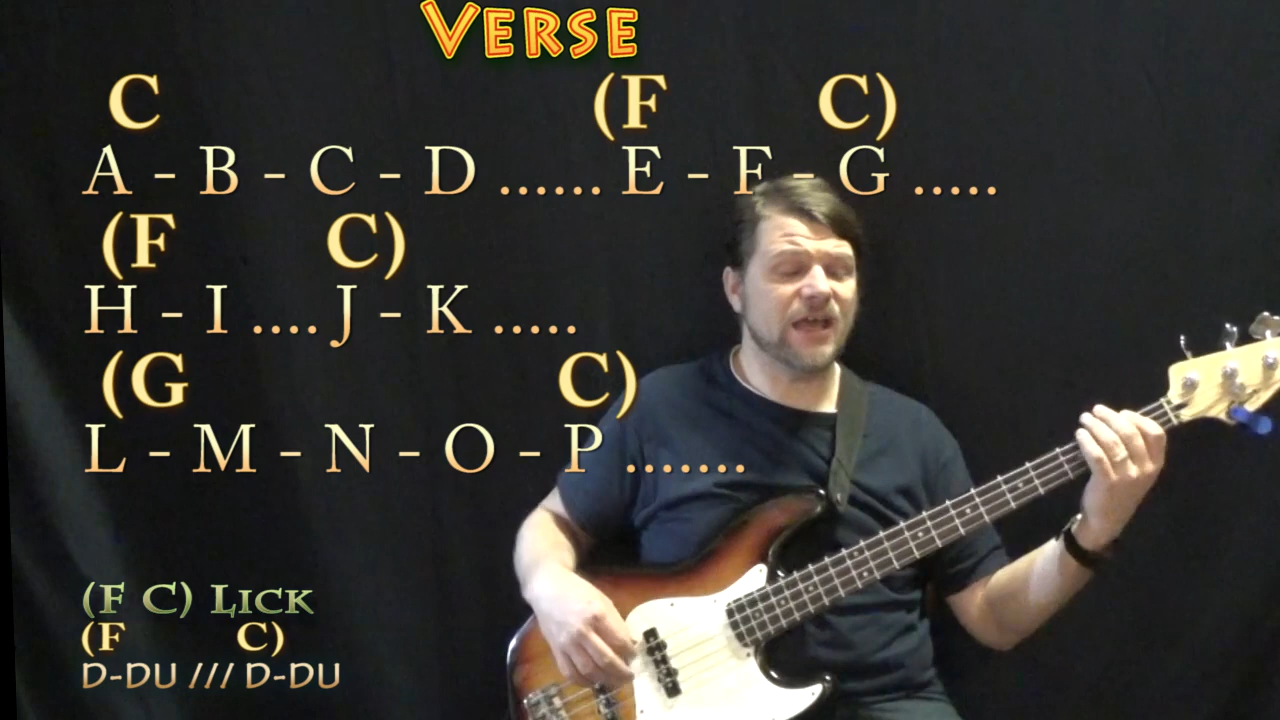 VERSE
C (F C)
A - B - C - D ...... E - F - G .....
(F C)
H - I .... J - K .....
(G C)
L - M - N - O - P .......
(F C) LICK
(F C)
D-DU /// D-DU